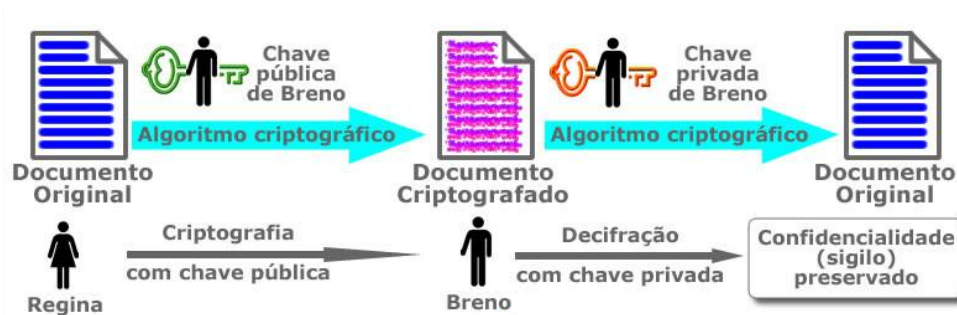 Chave
pública
de Breno
Algoritmo criptográfico
Chave
privada
de Breno
Algoritmo criptográfico
Documento
Original
Documento
Criptografado
Documento
Original
Criptografia
com chave pública
Decifração
com chave privada
Confidencialidade
(sigilo)
preservado
Regina
Breno